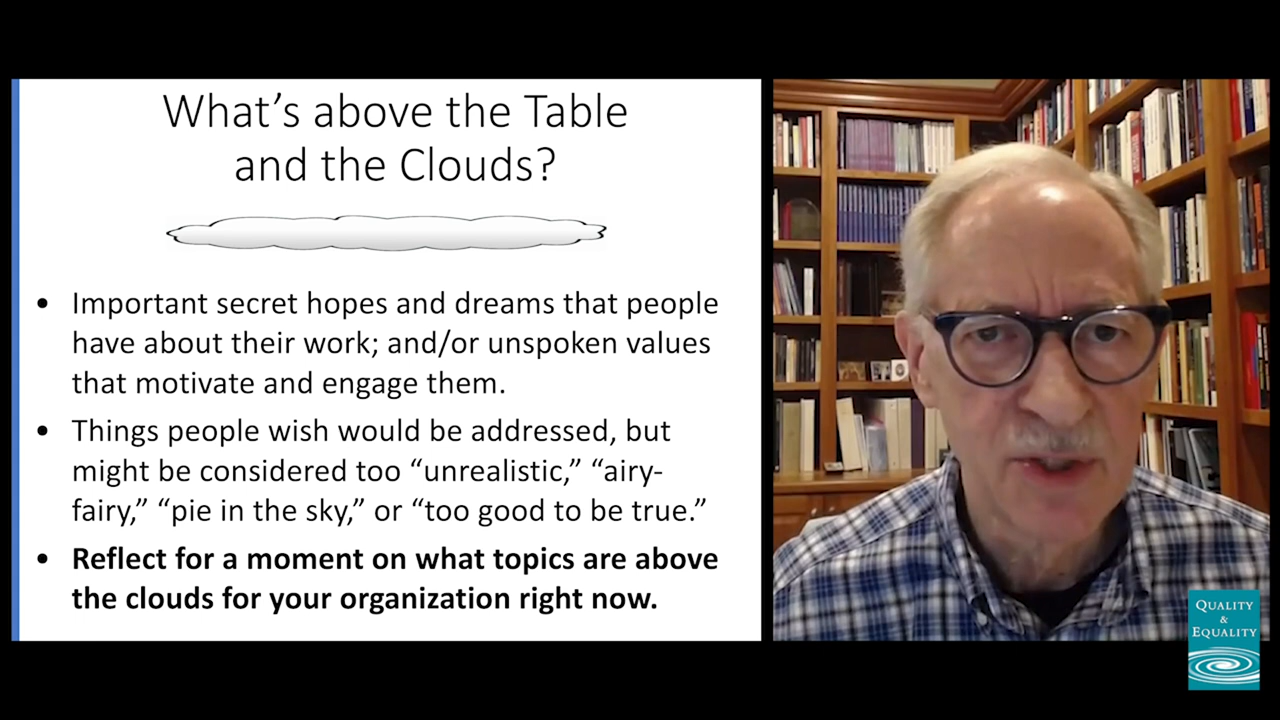 What’s above the Table
and the Clouds?
• Important secret hopes and dreams that people
have about their work; and/or unspoken values
that motivate and engage them.
• Things people wish would be addressed, but
might be considered too “unrealistic,” “airy-
fairy,” “pie in the sky,” or “too good to be true.”
• Reflect for a moment on what topics are above
the clouds for your organization right now.
QUALITY
&
EQUALITY